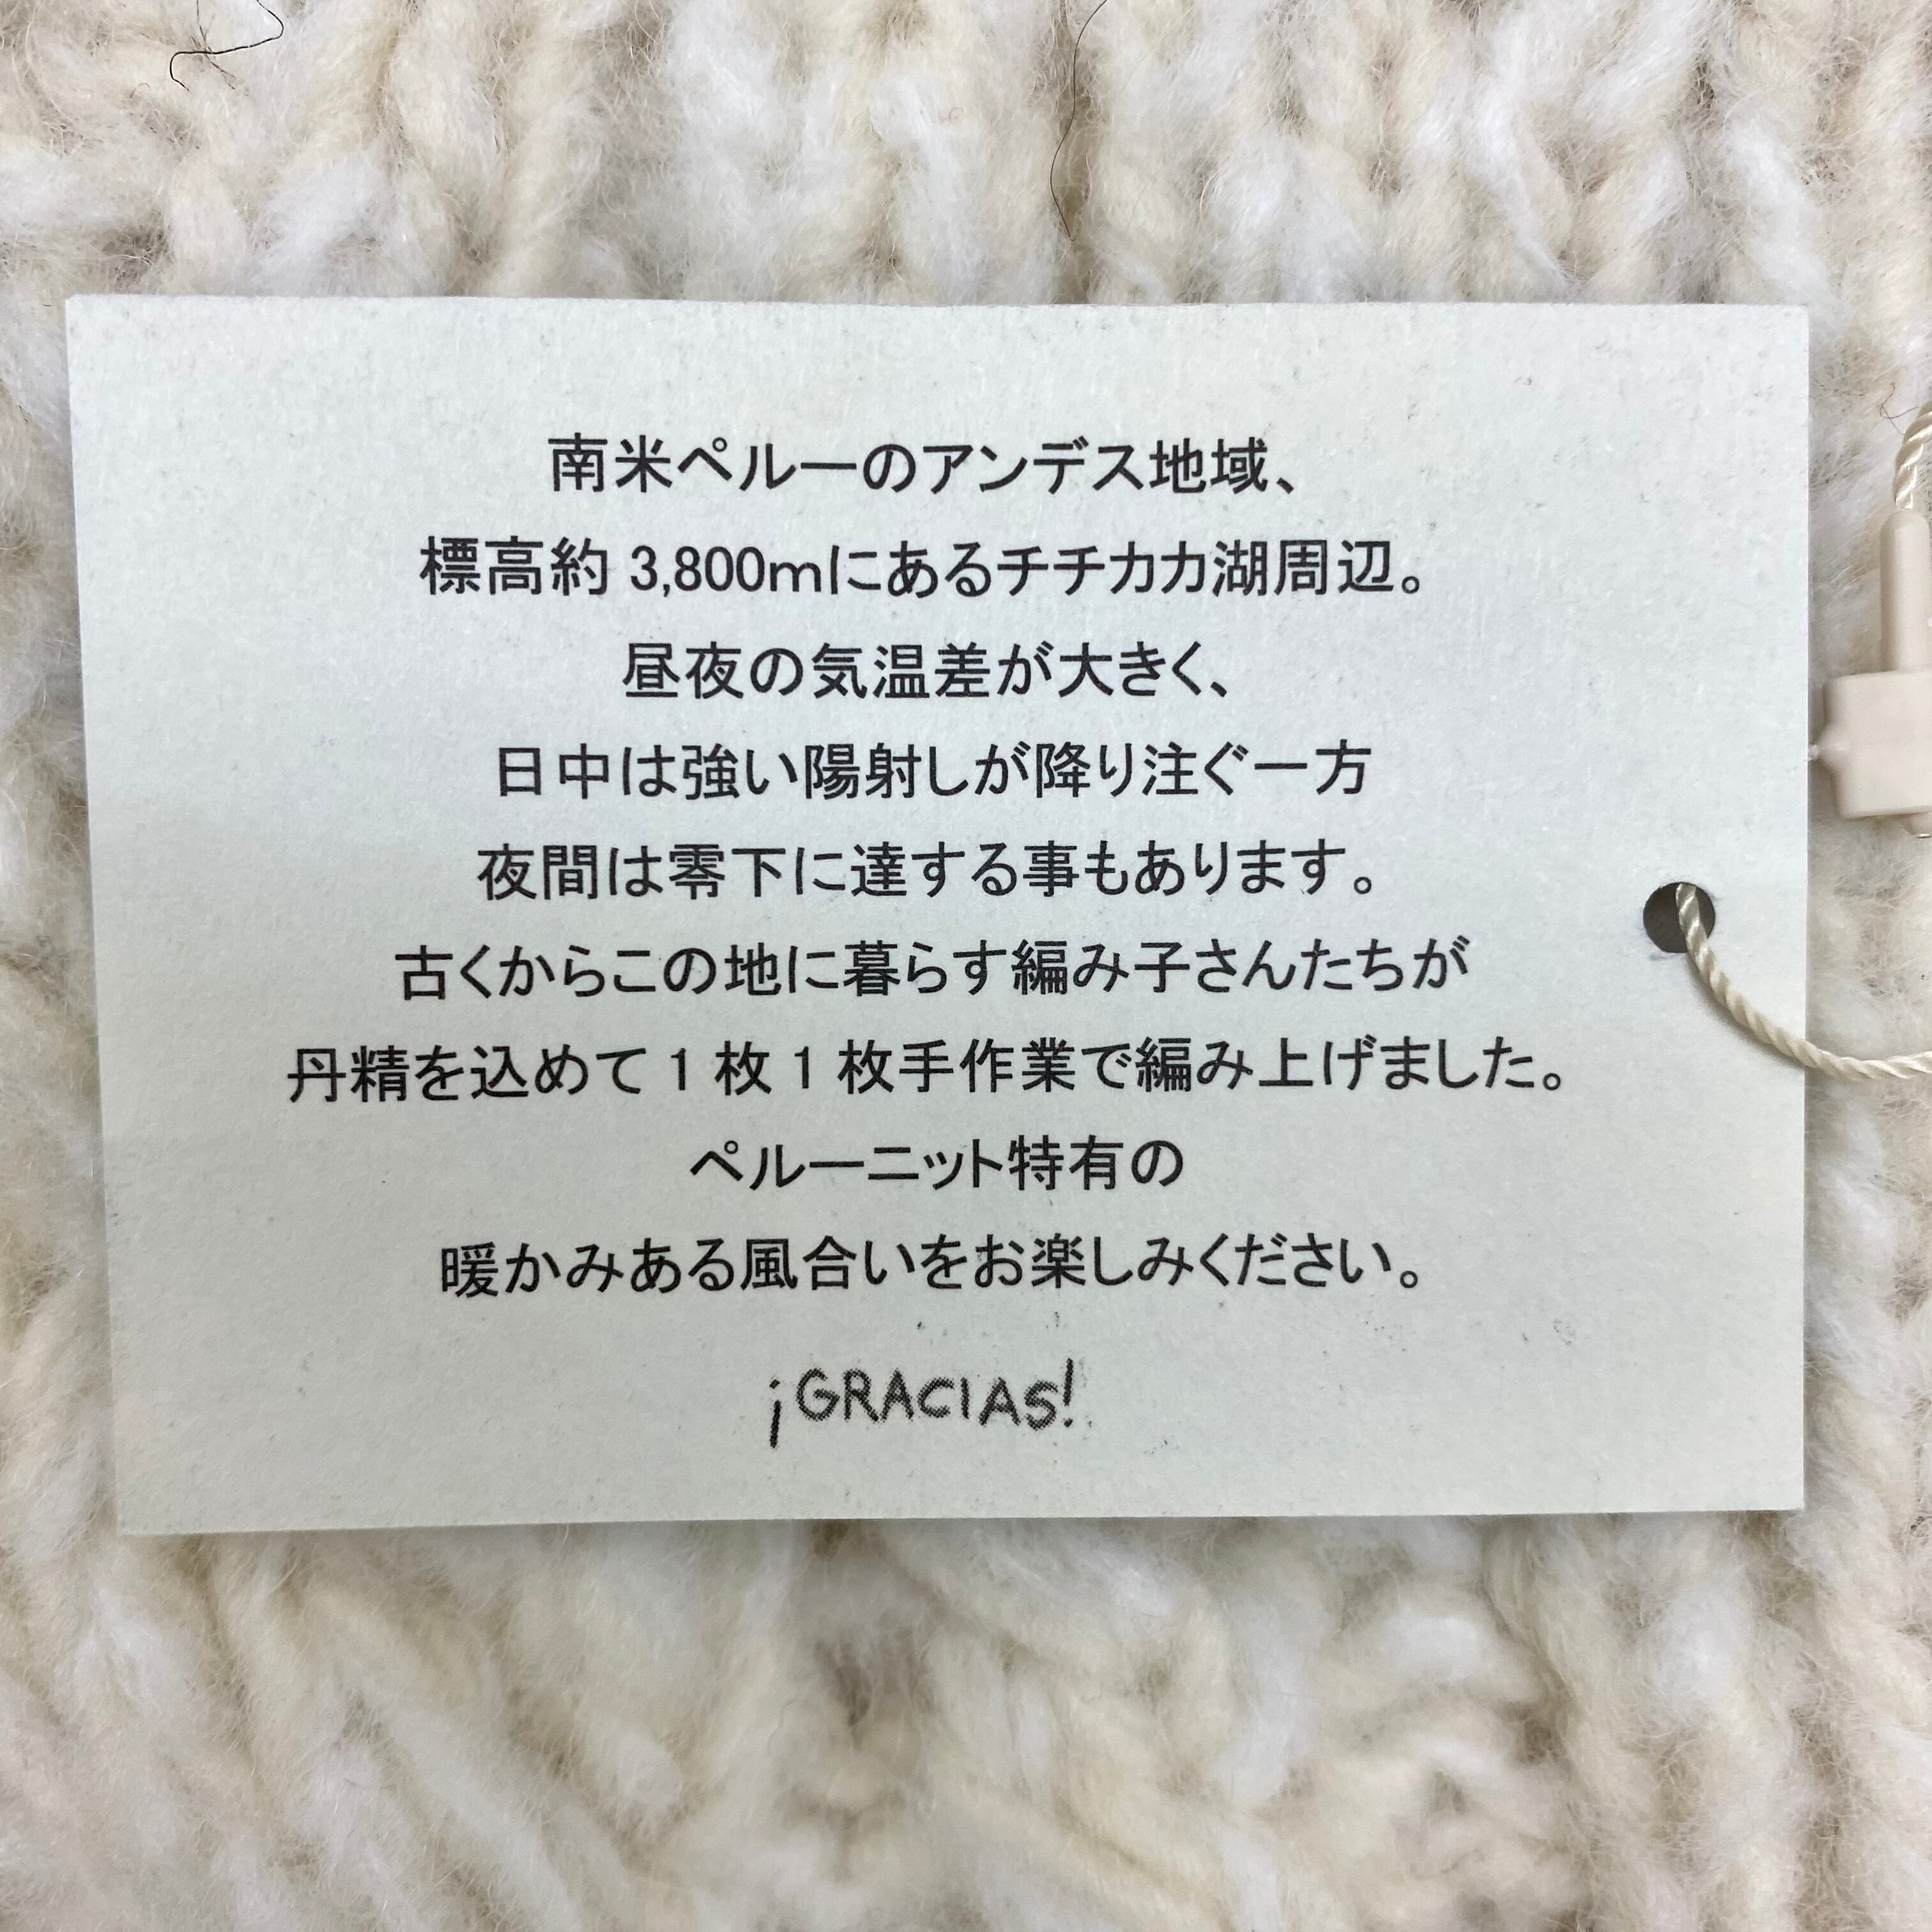 南米ペルーのアンデス地域、
標高約 3,800mにあるチチカカ湖周辺。
昼夜の気温差が大きく、
日中は強い陽射しが降り注ぐ一方
夜間は零下に達する事もあります。
古くからこの地に暮らす編み子さんたちが
丹精を込めて 1 枚 1 枚手作業で編み上げました。
ペルーニット特有の
暖かみある風合いをお楽しみください。
¡GRACIAS!